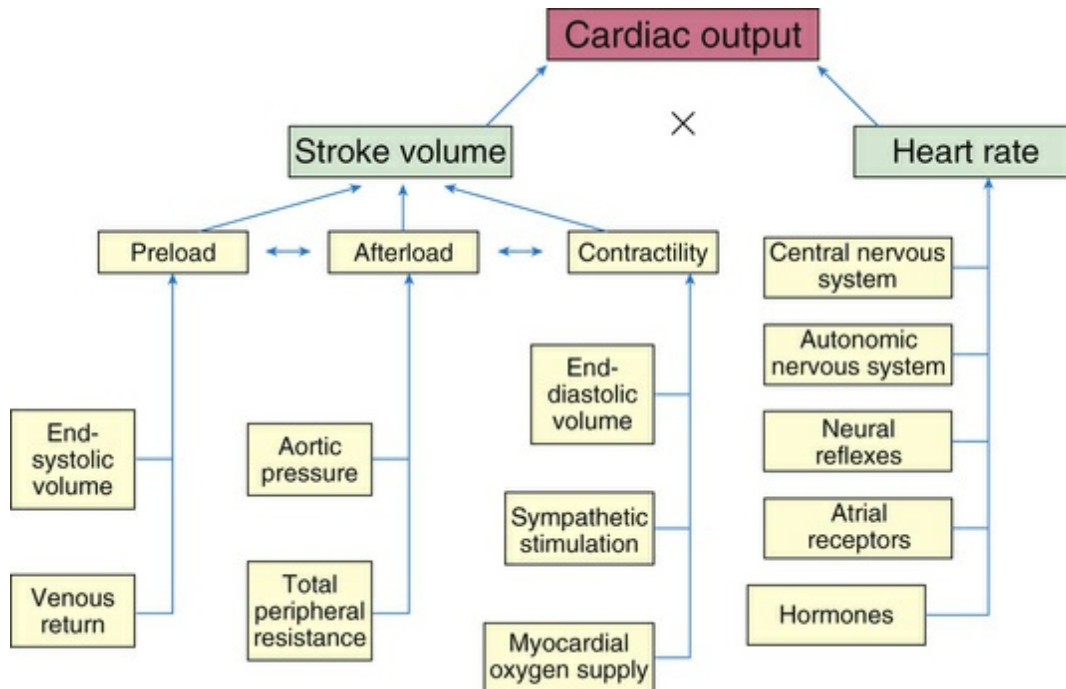 Cardiac output
×
Stroke volume
Heart rate
Preload
Afterload
Contractility
End-
systolic
volume
Venous
return
Aortic
pressure
Total
peripheral
resistance
End-
diastolic
volume
Sympathetic
stimulation
Myocardial
oxygen supply
Central nervous
system
Autonomic
nervous system
Neural
reflexes
Atrial
receptors
Hormones